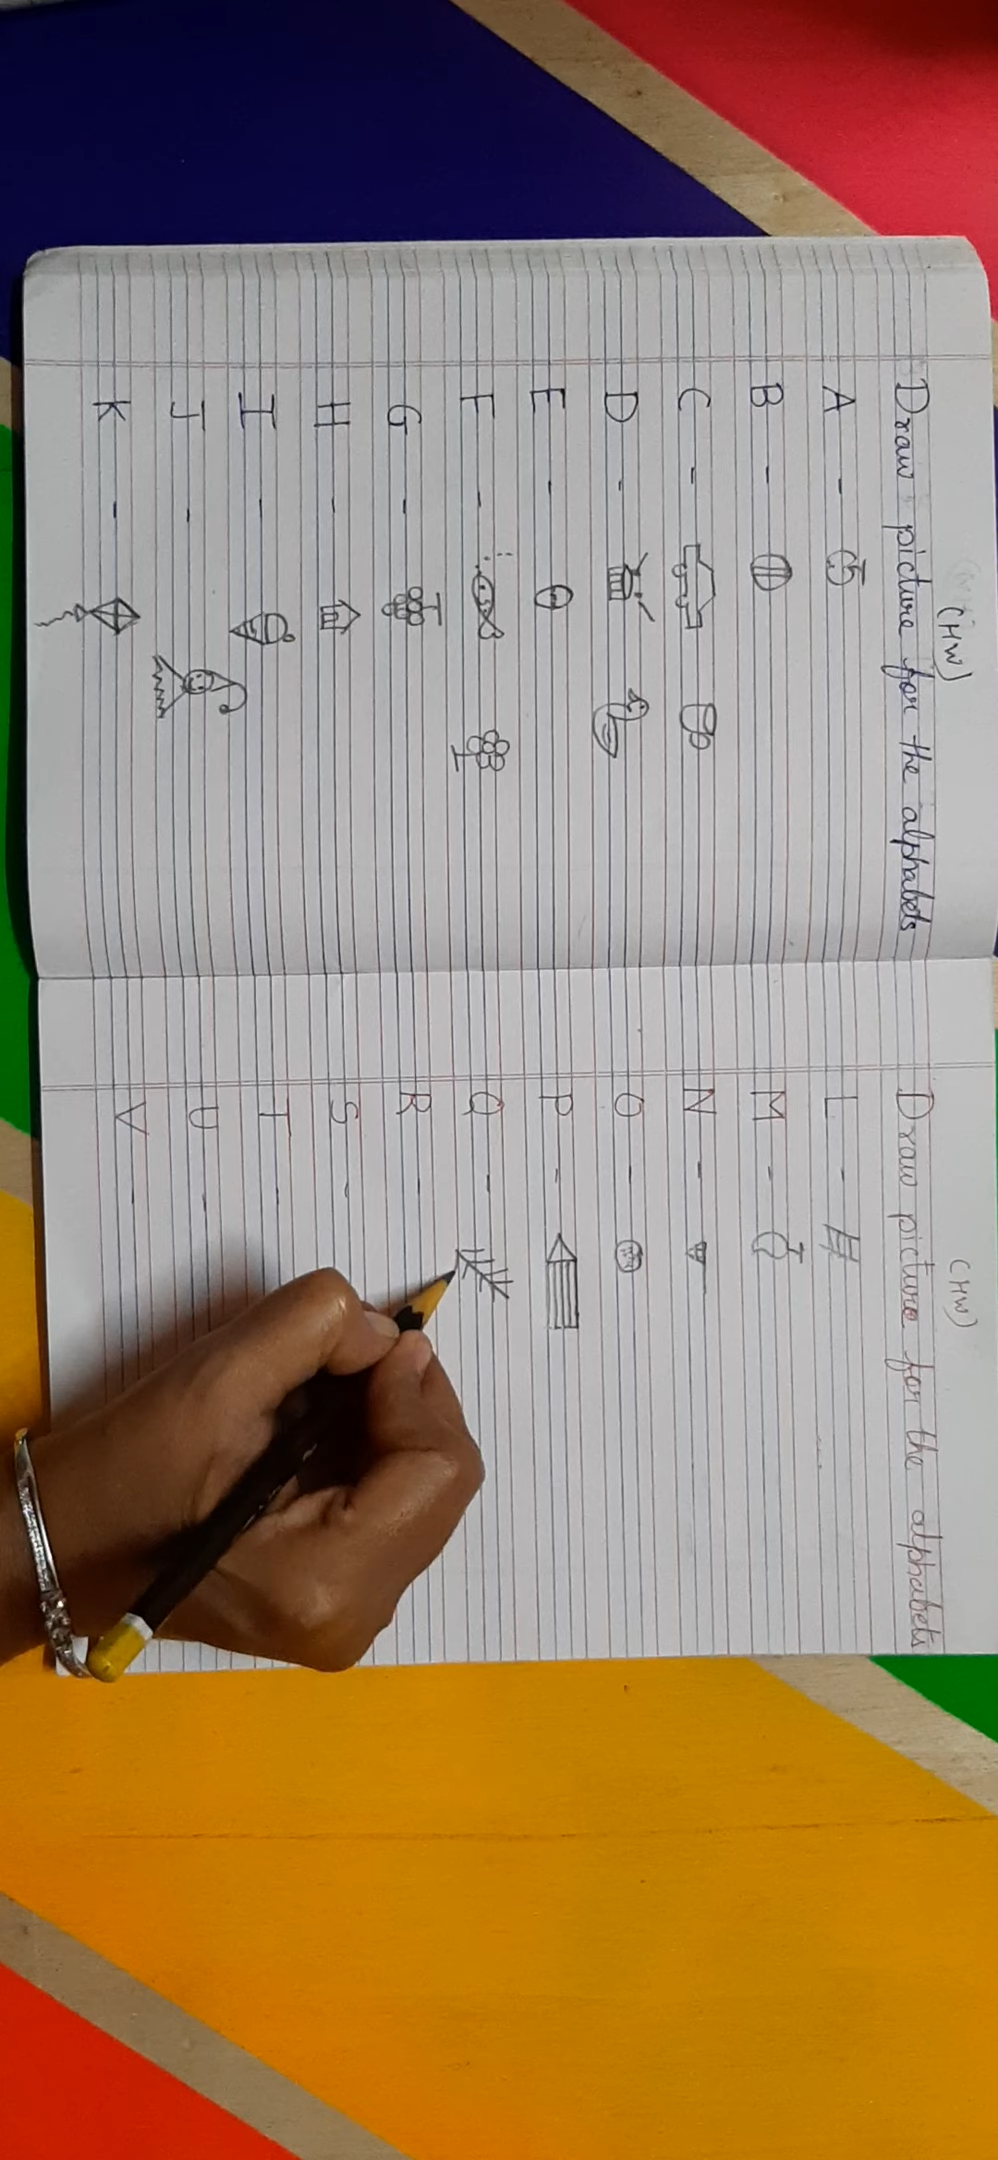 (HW)
Draw picture for the alphabets
A -
B -
C -
D -
E -
F -
G -
H -
I -
J -
K -
(HW)
Draw picture for the alphabets
L -
M -
N -
O -
P -
Q -
R -
S -
T -
U -
V -